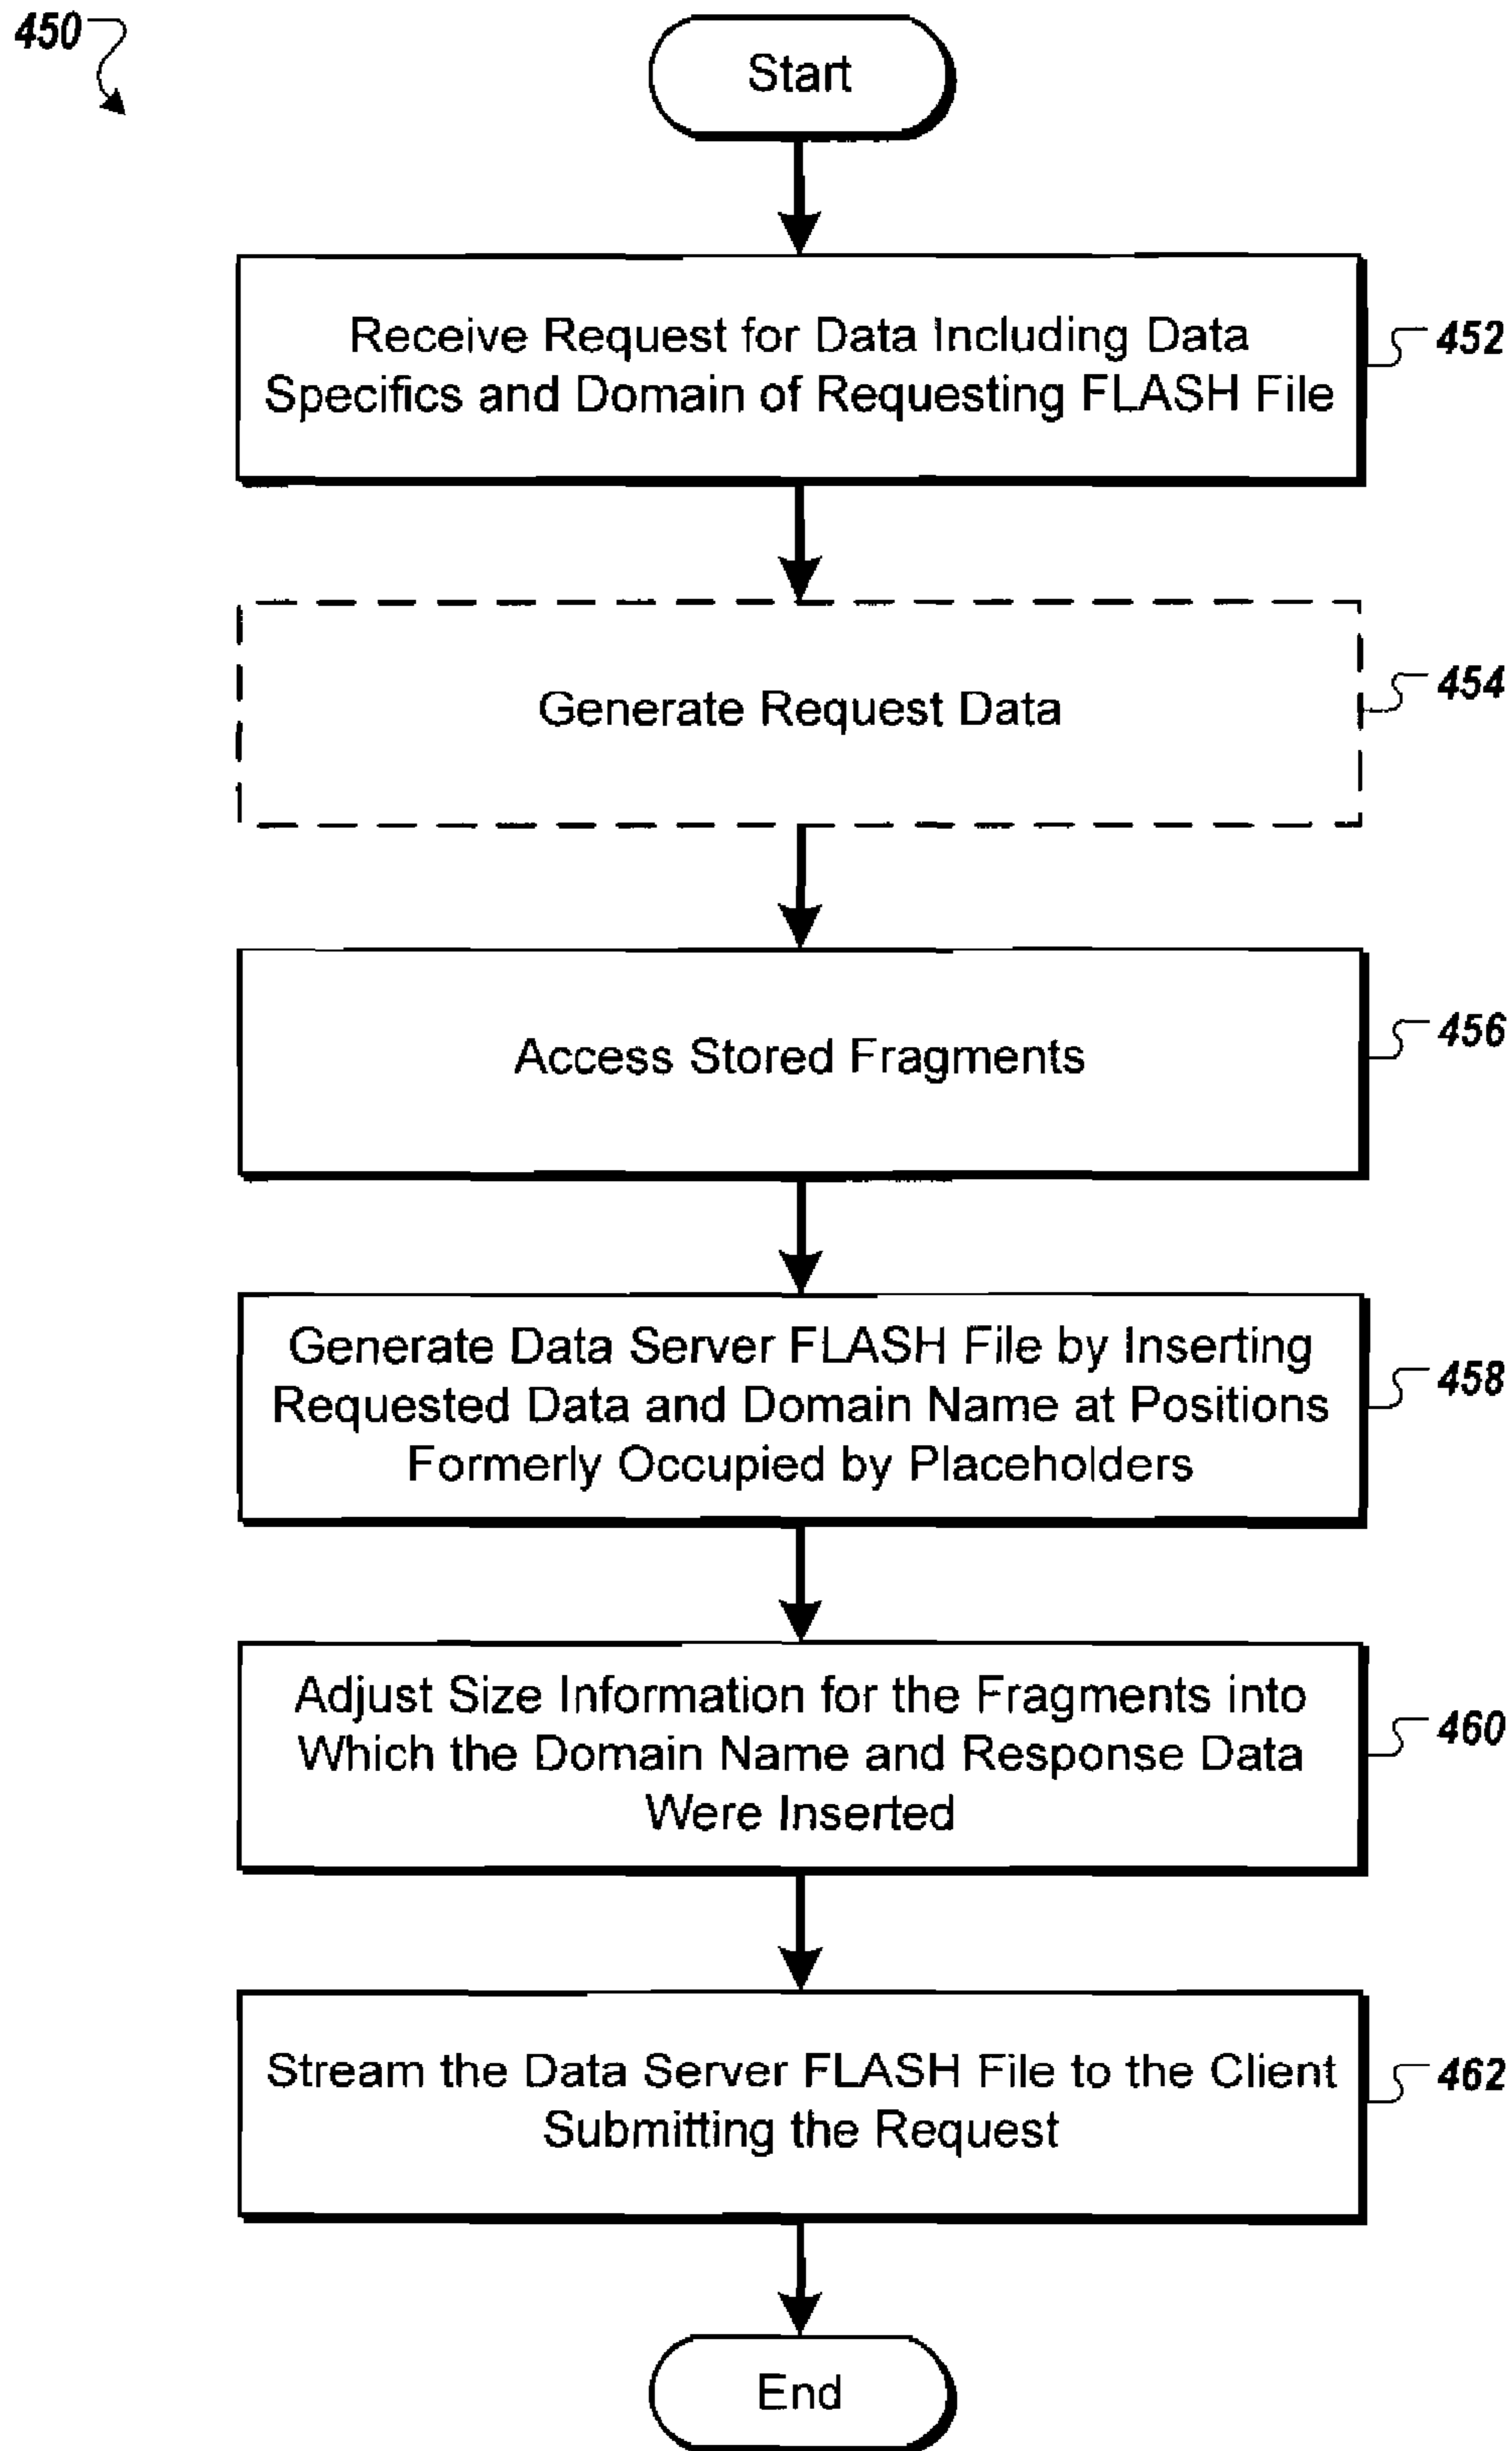 450
Start
Receive Request for Data Including Data
Specifics and Domain of Requesting FLASH File
452
Generate Request Data
454
Access Stored Fragments
456
Generate Data Server FLASH File by Inserting
Requested Data and Domain Name at Positions
Formerly Occupied by Placeholders
458
Adjust Size Information for the Fragments into
Which the Domain Name and Response Data
Were Inserted
460
Stream the Data Server FLASH File to the Client
Submitting the Request
462
End